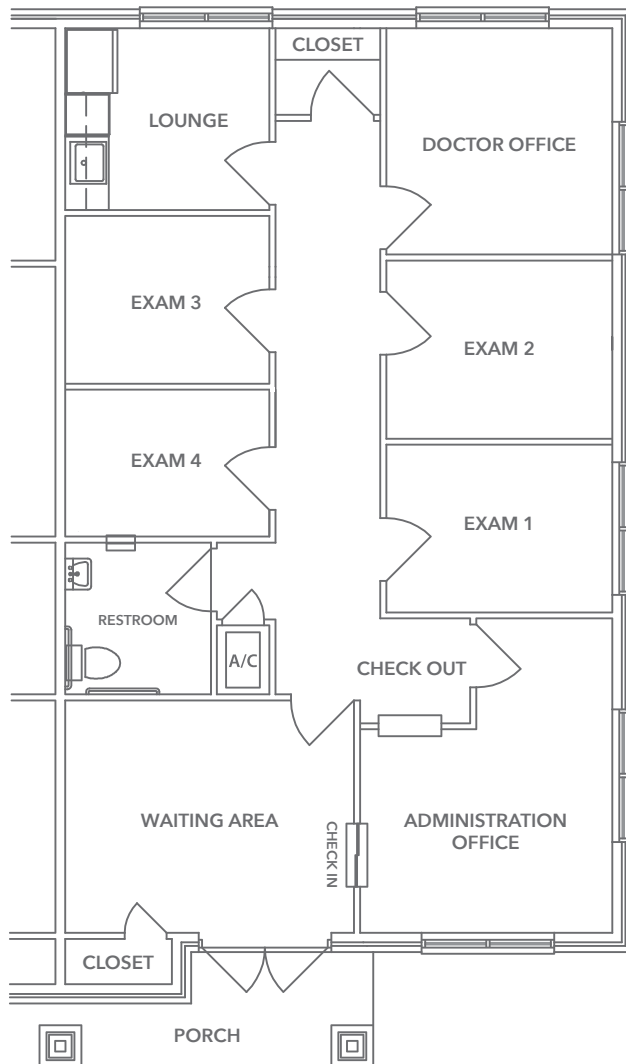 CLOSET
LOUNGE
DOCTOR OFFICE
EXAM 3
EXAM 2
EXAM 4
EXAM 1
RESTROOM
A/C
CHECK OUT
WAITING AREA
CHECK IN
ADMINISTRATION
OFFICE
CLOSET
PORCH